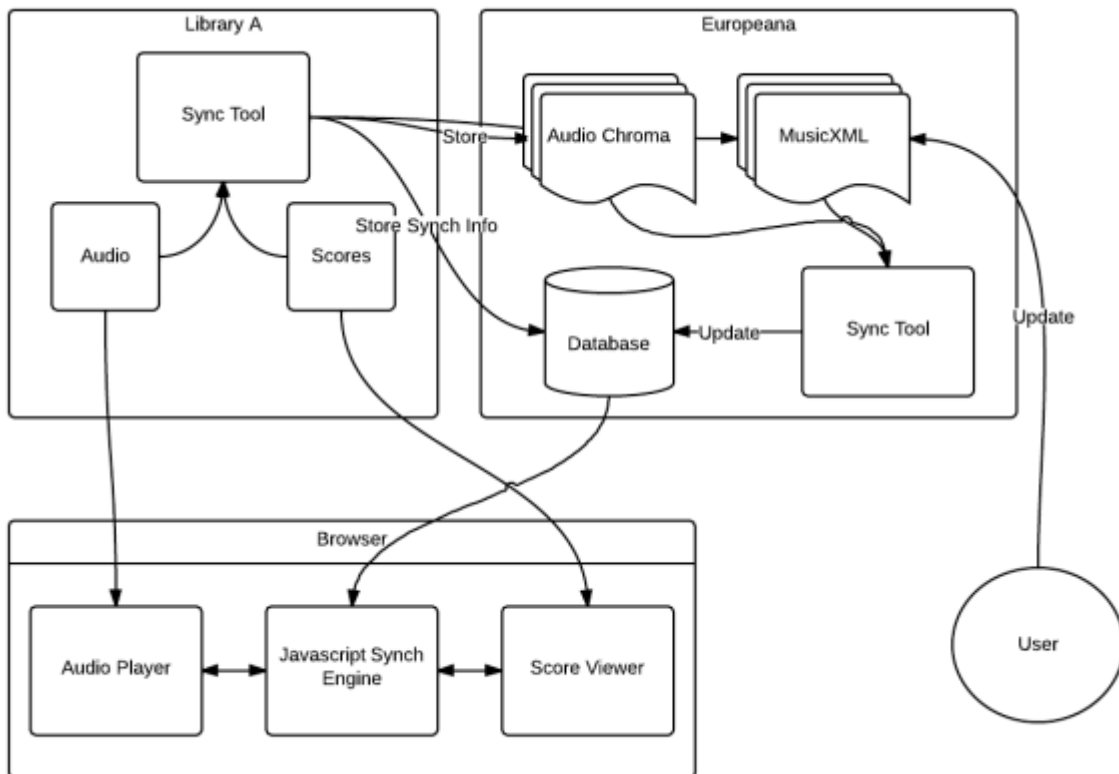 Library A
Europeana
Sync Tool
Store
Audio Chroma
MusicXML
Store Synch Info
Audio
Scores
Update
Database
Update
Sync Tool
Browser
Audio Player
Javascript Synch
Engine
Score Viewer
User